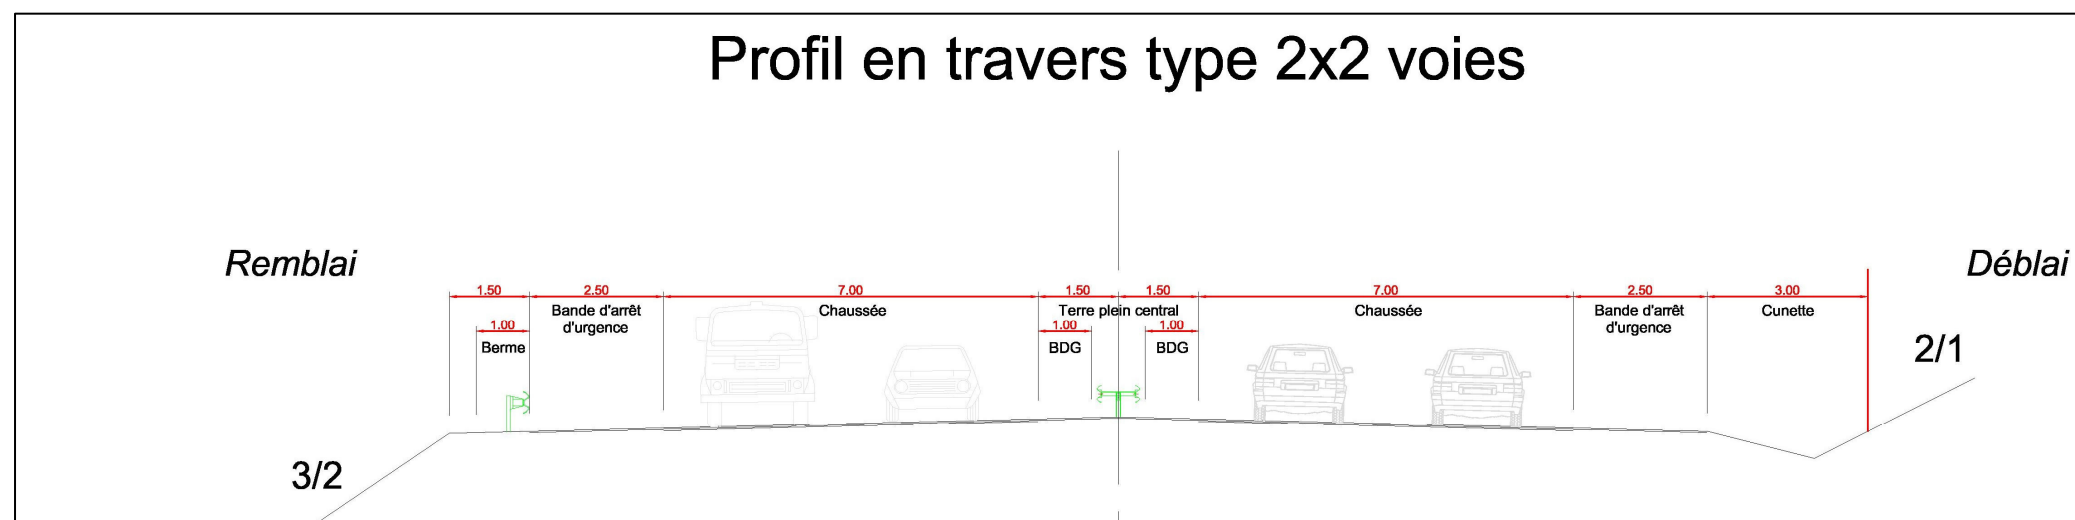 Profil en travers type 2x2 voies
Remblai
Déblai
1.50 2.50 7.00 1.50 1.50 7.00 2.50 3.00
Bande d'arrêt
d'urgence
Chaussée
Terre plein central
Chaussée
Bande d'arrêt
d'urgence
Cunette
1.00 1.00 1.00
Berme BDG BDG
2/1
3/2